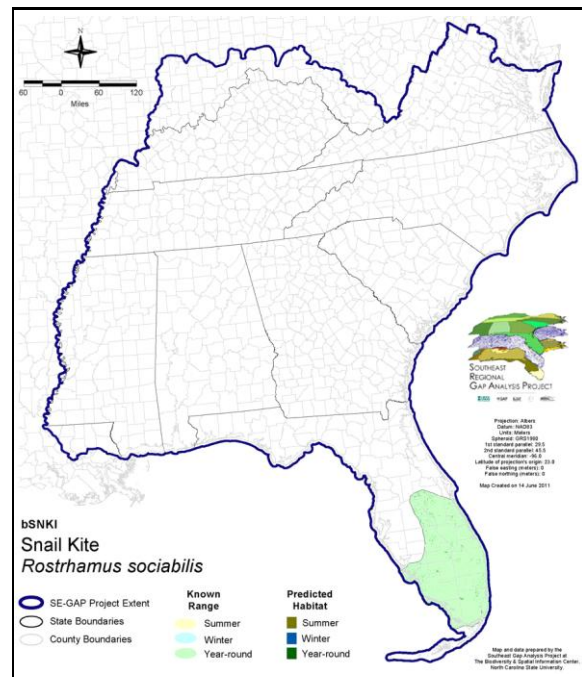 N
60 0 60 120
Miles
SOUTHEAST
REGIONAL
GAP ANALYSIS PROJECT
Projection: Albers
Datum: NAD83
Units: Meters
Spheroid: GRS1980
1st standard parallel: 29.5
2nd standard parallel: 45.5
Central meridian: -96.0
Latitude of projection's origin: 23.0
False easting (meters): 0
False northing (meters): 0
Map Created on 14 June 2011
bSNKI
Snail Kite
Rostrhamus sociabilis
SE-GAP Project Extent
State Boundaries
County Boundaries
Known
Range
Summer
Winter
Year-round
Predicted
Habitat
Summer
Winter
Year-round
Map and data prepared by the
Southeast Gap Analysis Project at
The Biodiversity & Spatial Information Center,
North Carolina State University.